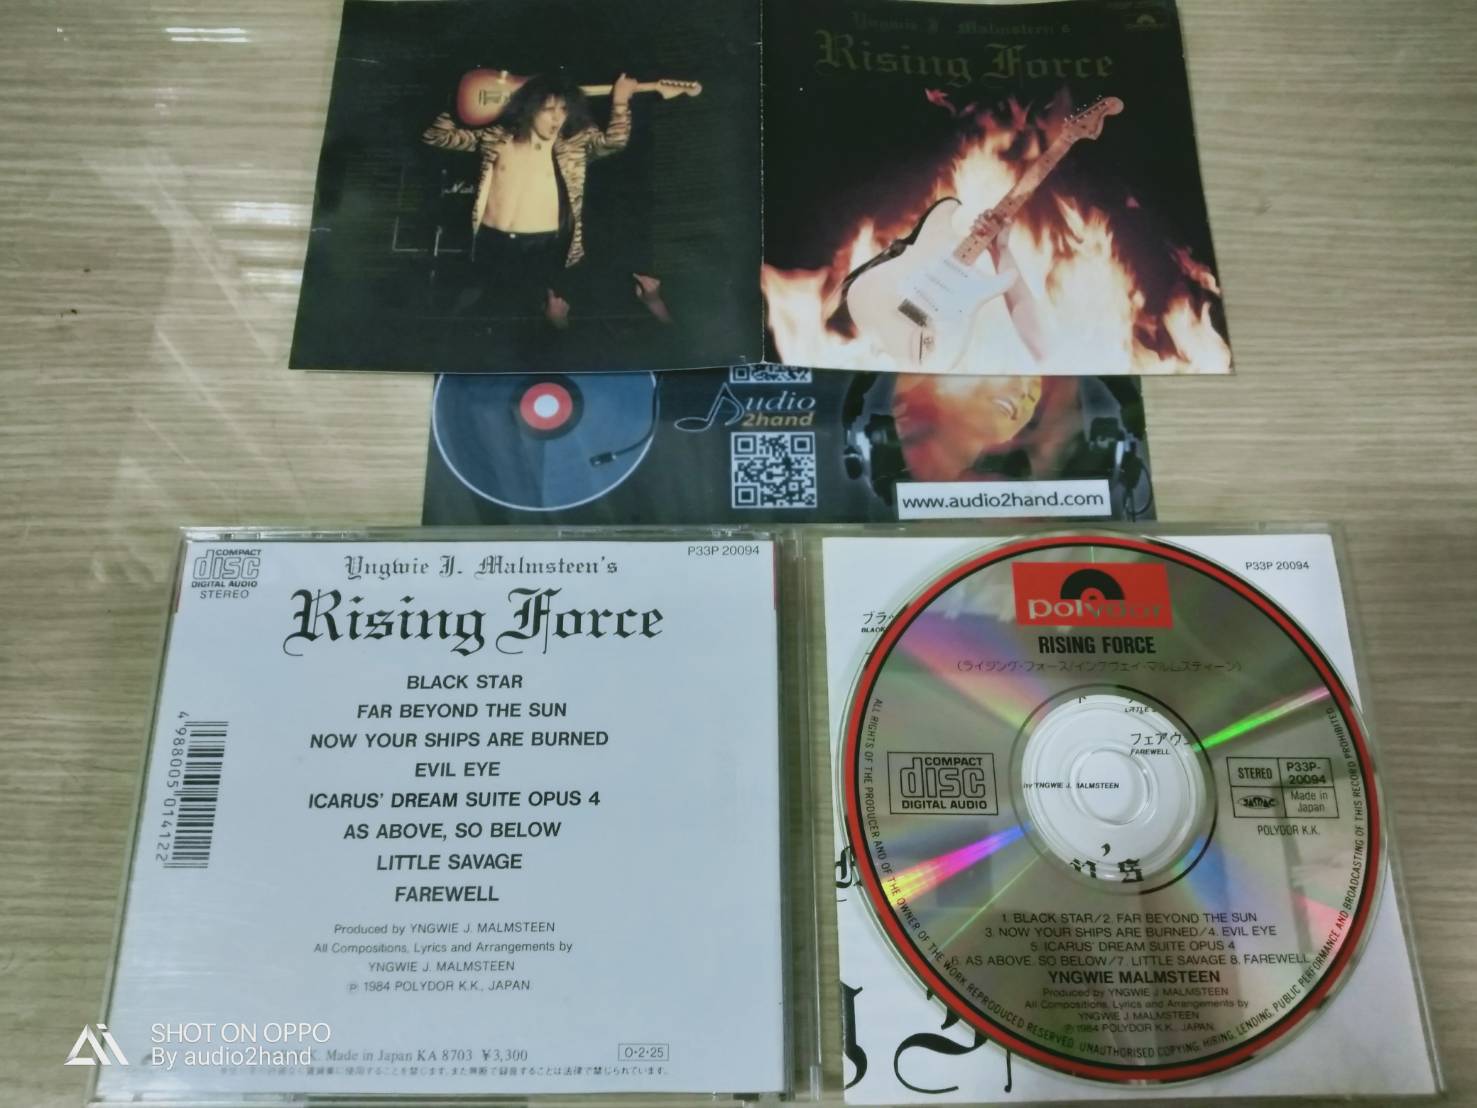 Yngwie J. Malmsteen's
Rising Force
Audio
2hand
www.audio2hand.com
COMPACT
disc
DIGITAL AUDIO
STEREO
P33P 20094
Yngwie J. Malmsteen's
Rising Force
BLACK STAR
FAR BEYOND THE SUN
NOW YOUR SHIPS ARE BURNED
EVIL EYE
ICARUS' DREAM SUITE OPUS 4
AS ABOVE, SO BELOW
LITTLE SAVAGE
FAREWELL
Produced by YNGWIE J. MALMSTEEN
All Compositions, Lyrics and Arrangements by
YNGWIE J. MALMSTEEN
℗ 1984 POLYDOR K.K., JAPAN
4 988005 014122
K. Made in Japan KA 8703 ¥3,300
0·2·25
SHOT ON OPPO
By audio2hand
P33P 20094
ブラッ
FAREWELL
by YNGWIE J. MALMSTEEN
polydor
RISING FORCE
(ライジング・フォース/イングヴェイ・マルムスティーン)
COMPACT
disc
DIGITAL AUDIO
STEREO
P33P-
20094
JASRAC
Made in
Japan
POLYDOR K.K.
1. BLACK STAR/2. FAR BEYOND THE SUN
3. NOW YOUR SHIPS ARE BURNED/4. EVIL EYE
5. ICARUS' DREAM SUITE OPUS 4
6. AS ABOVE, SO BELOW/7. LITTLE SAVAGE 8. FAREWELL
YNGWIE MALMSTEEN
Produced by YNGWIE J. MALMSTEEN
All Compositions, Lyrics and Arrangements by
YNGWIE J. MALMSTEEN
℗ 1984 POLYDOR K.K., JAPAN
ALL RIGHTS OF THE PRODUCER AND OF THE OWNER OF THE WORK REPRODUCED RESERVED. UNAUTHORISED COPYING, HIRING, LENDING, PUBLIC PERFORMANCE AND BROADCASTING OF THIS RECORD PROHIBITED.